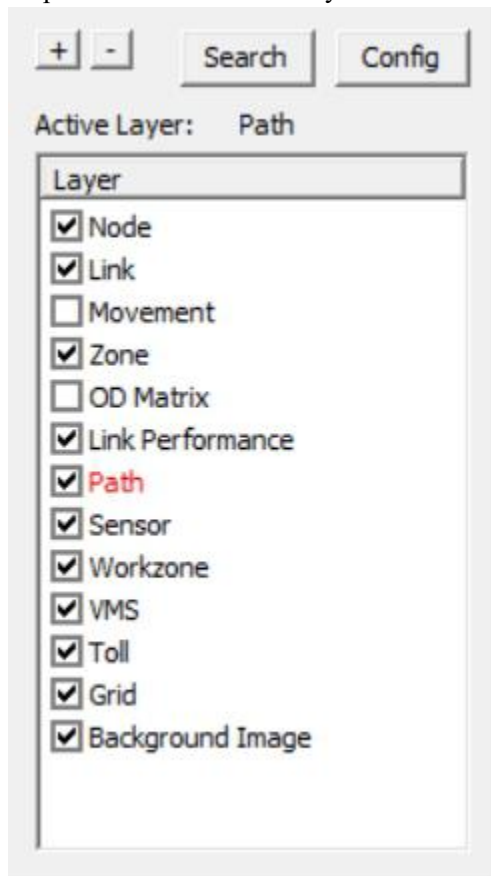 + - Search Config
Active Layer: Path
Layer
Node
Link
Movement
Zone
OD Matrix
Link Performance
Path
Sensor
Workzone
VMS
Toll
Grid
Background Image